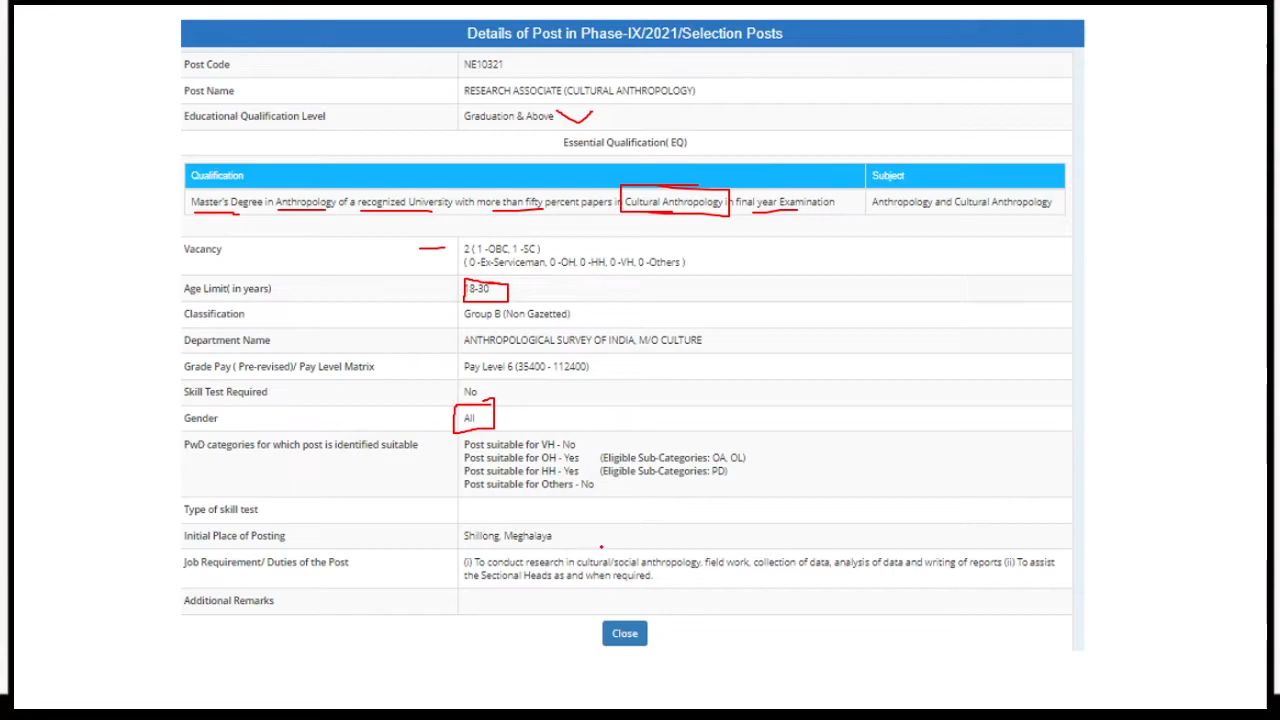 Details of Post in Phase-IX/2021/Selection Posts
Post Code NE10321
Post Name RESEARCH ASSOCIATE (CULTURAL ANTHROPOLOGY)
Educational Qualification Level Graduation & Above
Essential Qualification( EQ)
Qualification Subject
Master's Degree in Anthropology of a recognized University with more than fifty percent papers in Cultural Anthropology in final year Examination Anthropology and Cultural Anthropology
Vacancy 2 ( 1 -OBC, 1 -SC )
( 0 -Ex-Serviceman, 0 -OH, 0 -HH, 0 -VH, 0 -Others )
Age Limit( in years) 18-30
Classification Group B (Non Gazetted)
Department Name ANTHROPOLOGICAL SURVEY OF INDIA, M/O CULTURE
Grade Pay ( Pre-revised)/ Pay Level Matrix Pay Level 6 (35400 - 112400)
Skill Test Required No
Gender All
PwD categories for which post is identified suitable Post suitable for VH - No
Post suitable for OH - Yes (Eligible Sub-Categories: OA, OL)
Post suitable for HH - Yes (Eligible Sub-Categories: PD)
Post suitable for Others - No
Type of skill test
Initial Place of Posting Shillong, Meghalaya
Job Requirement/ Duties of the Post (i) To conduct research in cultural/social anthropology, field work, collection of data, analysis of data and writing of reports (ii) To assist
the Sectional Heads as and when required.
Additional Remarks
Close